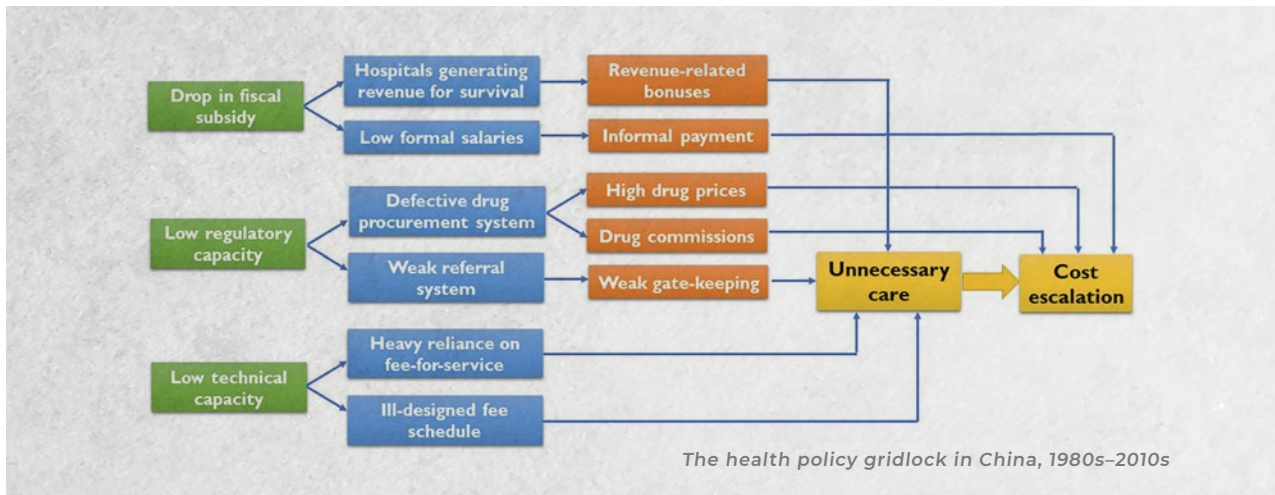 Drop in fiscal
subsidy
Hospitals generating
revenue for survival
Revenue-related
bonuses
Low formal salaries
Informal payment
Low regulatory
capacity
Defective drug
procurement system
High drug prices
Drug commissions
Weak referral
system
Weak gate-keeping
Unnecessary
care
Cost
escalation
Low technical
capacity
Heavy reliance on
fee-for-service
Ill-designed fee
schedule
The health policy gridlock in China, 1980s–2010s